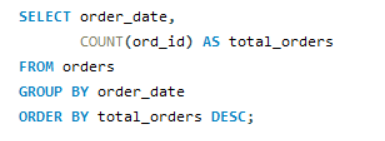 SELECT order_date,
COUNT(ord_id) AS total_orders
FROM orders
GROUP BY order_date
ORDER BY total_orders DESC;